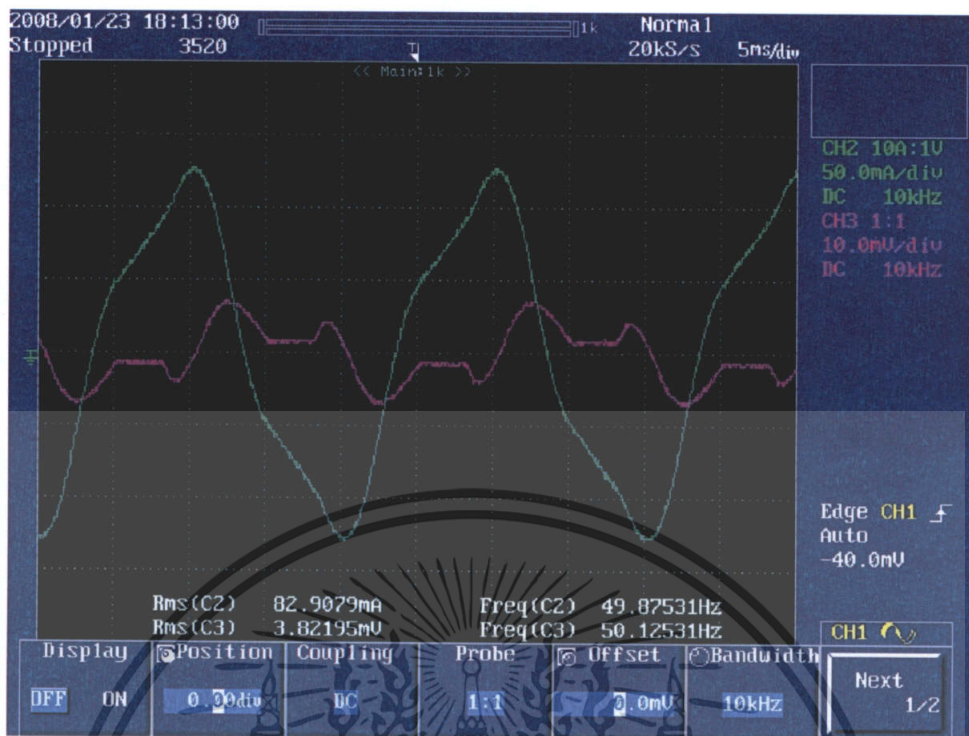 2008/01/23 18:13:00 1k Normal
Stopped 3520 T 20kS/s 5ms/div
<< Main:1k >>
CH2 10A:1V
50.0mA/div
DC 10kHz
CH3 1:1
10.0mV/div
DC 10kHz
Edge CH1
Auto
-40.0mV
Rms(C2) 82.9079mA Freq(C2) 49.87531Hz
Rms(C3) 3.82195mV Freq(C3) 50.12531Hz
CH1
Display Position Coupling Probe Offset Bandwidth
OFF ON 0.00div DC 1:1 0.0mV 10kHz
Next
1/2